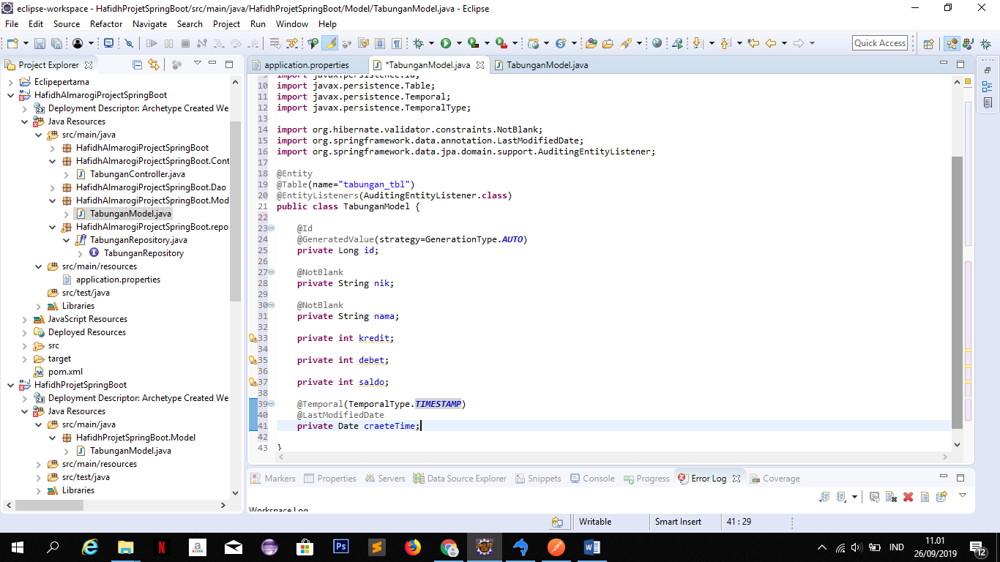 eclipse-workspace - HafidhProjetSpringBoot/src/main/java/HafidhProjetSpringBoot/Model/TabunganModel.java - Eclipse
File Edit Source Refactor Navigate Search Project Run Window Help
Quick Access
Project Explorer
Eclipepertama
HafidhAlmarogiProjectSpringBoot
Deployment Descriptor: Archetype Created We
Java Resources
src/main/java
HafidhAlmarogiProjectSpringBoot
HafidhAlmarogiProjectSpringBoot.Cont
TabunganController.java
HafidhAlmarogiProjectSpringBoot.Dao
HafidhAlmarogiProjectSpringBoot.Mod
TabunganModel.java
HafidhAlmarogiProjectSpringBoot.repo
TabunganRepository.java
TabunganRepository
src/main/resources
application.properties
src/test/java
Libraries
JavaScript Resources
Deployed Resources
src
target
pom.xml
HafidhProjetSpringBoot
Deployment Descriptor: Archetype Created We
Java Resources
src/main/java
HafidhProjetSpringBoot.Model
TabunganModel.java
src/main/resources
src/test/java
Libraries
application.properties *TabunganModel.java TabunganModel.java
9 import javax.persistence.Id;
10 import javax.persistence.Table;
11 import javax.persistence.Temporal;
12 import javax.persistence.TemporalType;
13
14 import org.hibernate.validator.constraints.NotBlank;
15 import org.springframework.data.annotation.LastModifiedDate;
16 import org.springframework.data.jpa.domain.support.AuditingEntityListener;
17
18 @Entity
19 @Table(name="tabungan_tbl")
20 @EntityListeners(AuditingEntityListener.class)
21 public class TabunganModel {
22
23 @Id
24 @GeneratedValue(strategy=GenerationType.AUTO)
25 private Long id;
26
27 @NotBlank
28 private String nik;
29
30 @NotBlank
31 private String nama;
32
33 private int kredit;
34
35 private int debet;
36
37 private int saldo;
38
39 @Temporal(TemporalType.TIMESTAMP)
40 @LastModifiedDate
41 private Date craeteTime;
42
43 }
Markers Properties Servers Data Source Explorer Snippets Console Progress Error Log Coverage
Workspace Log
Writable Smart Insert 41 : 29
IND
11.01
26/09/2019
12